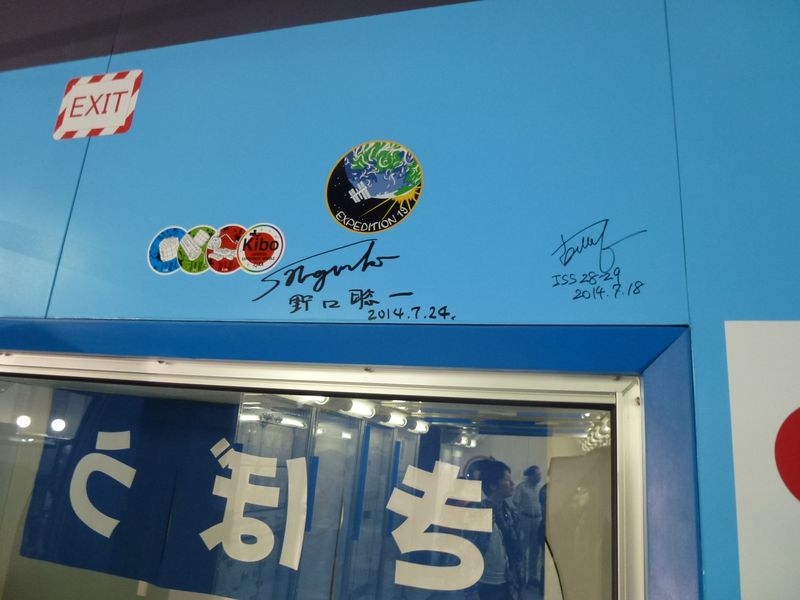 EXIT
EXPEDITION 19
Kibo
野口聡一
2014.7.24.
ISS 28-29
2014.7.18
きぼう